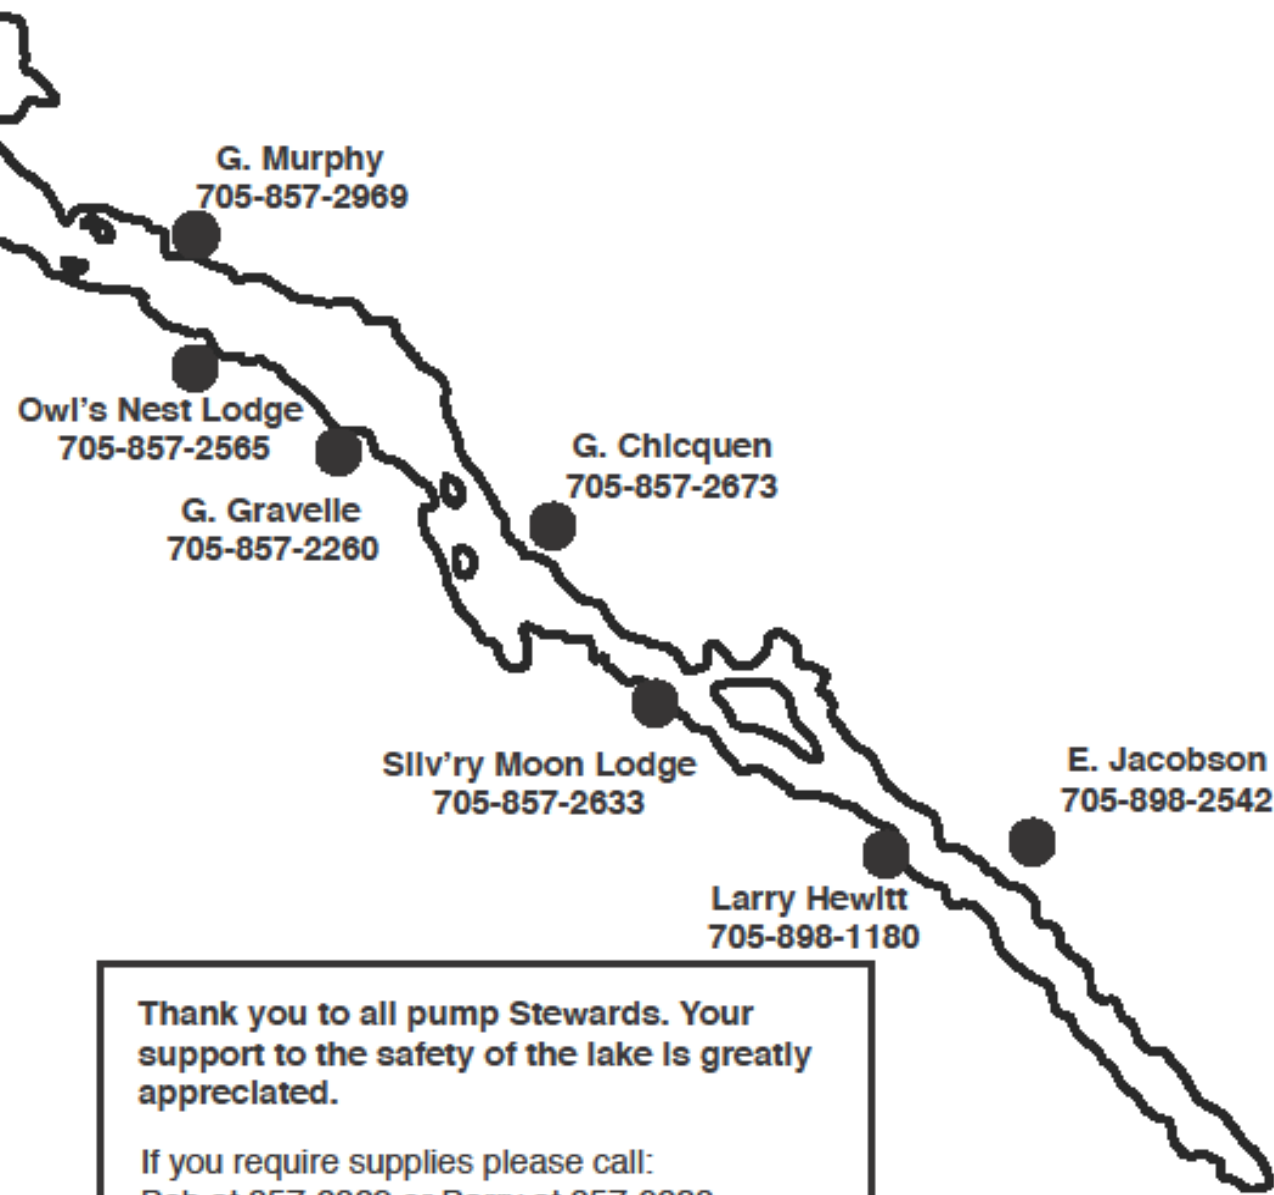 G. Murphy
705-857-2969
Owl's Nest Lodge
705-857-2565
G. Chicquen
705-857-2673
G. Gravelle
705-857-2260
Silv'ry Moon Lodge
705-857-2633
E. Jacobson
705-898-2542
Larry Hewitt
705-898-1180
Thank you to all pump Stewards. Your
support to the safety of the lake is greatly
appreciated.
If you require supplies please call: